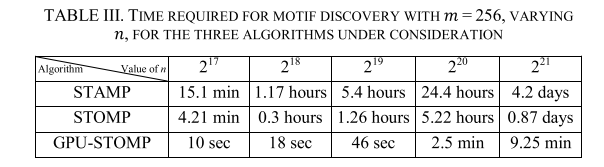 TABLE III. TIME REQUIRED FOR MOTIF DISCOVERY WITH m = 256, VARYING
n, FOR THE THREE ALGORITHMS UNDER CONSIDERATION
Algorithm Value of n 2^17 2^18 2^19 2^20 2^21
STAMP 15.1 min 1.17 hours 5.4 hours 24.4 hours 4.2 days
STOMP 4.21 min 0.3 hours 1.26 hours 5.22 hours 0.87 days
GPU-STOMP 10 sec 18 sec 46 sec 2.5 min 9.25 min